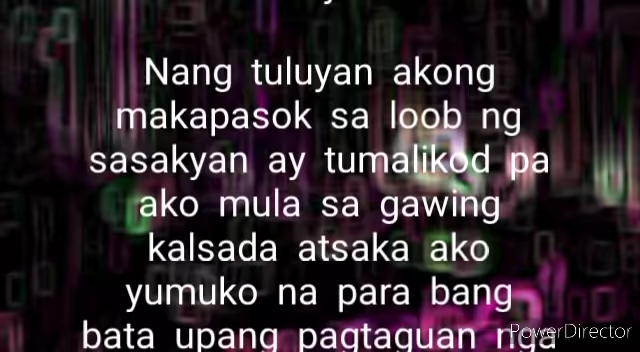 Nang tuluyan akong
makapasok sa loob ng
sasakyan ay tumalikod pa
ako mula sa gawing
kalsada atsaka ako
yumuko na para bang
bata upang pagtaguan nga
PowerDirector